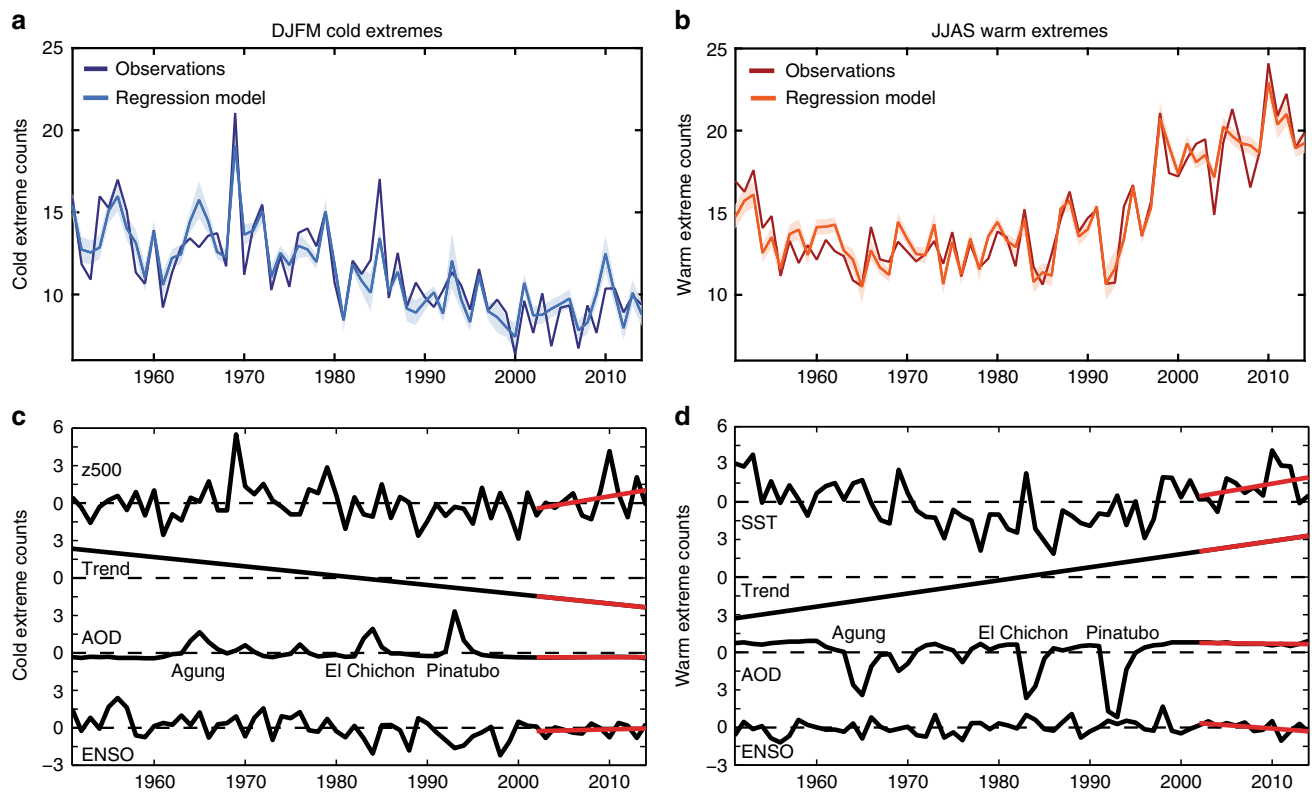 a
DJFM cold extremes
25
20
15
10
Cold extreme counts
Observations
Regression model
1960 1970 1980 1990 2000 2010
b
JJAS warm extremes
25
20
15
10
Warm extreme counts
Observations
Regression model
1960 1970 1980 1990 2000 2010
c
6
3
0
3
0
3
0
3
0
−3
Cold extreme counts
z500
Trend
AOD
Agung El Chichon Pinatubo
ENSO
1960 1970 1980 1990 2000 2010
d
6
3
0
3
0
3
0
3
0
−3
Warm extreme counts
SST
Trend
Agung El Chichon Pinatubo
AOD
ENSO
1960 1970 1980 1990 2000 2010